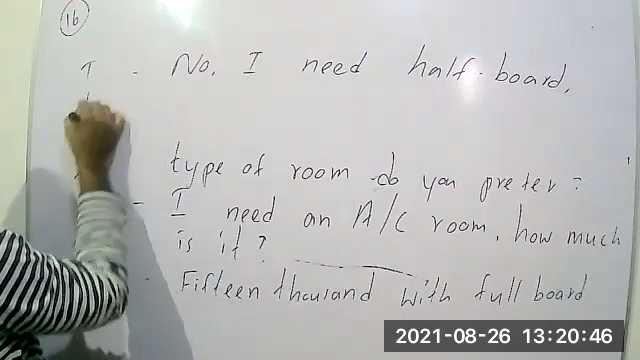 16
T - No, I need half-board.
type of room do you preter?
- I need an A/C room, how much
is it?
- Fifteen thousand with full board
2021-08-26 13:20:46